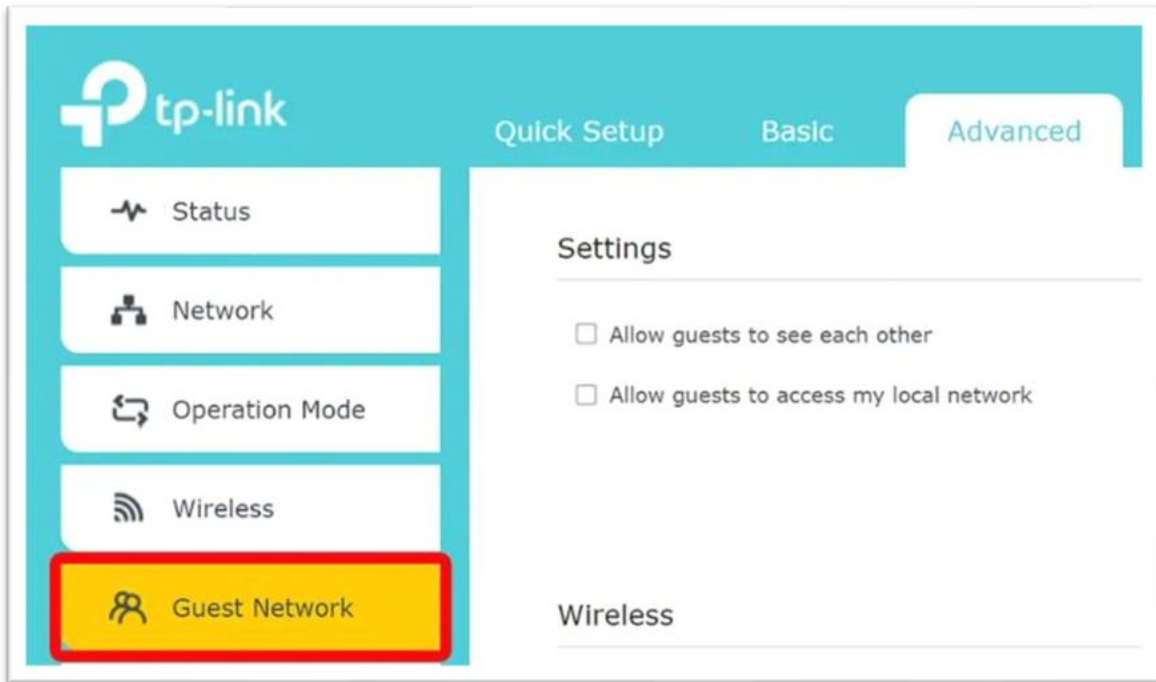 tp-link
Quick Setup Basic Advanced
Status
Network
Operation Mode
Wireless
Guest Network
Settings
Allow guests to see each other
Allow guests to access my local network
Wireless